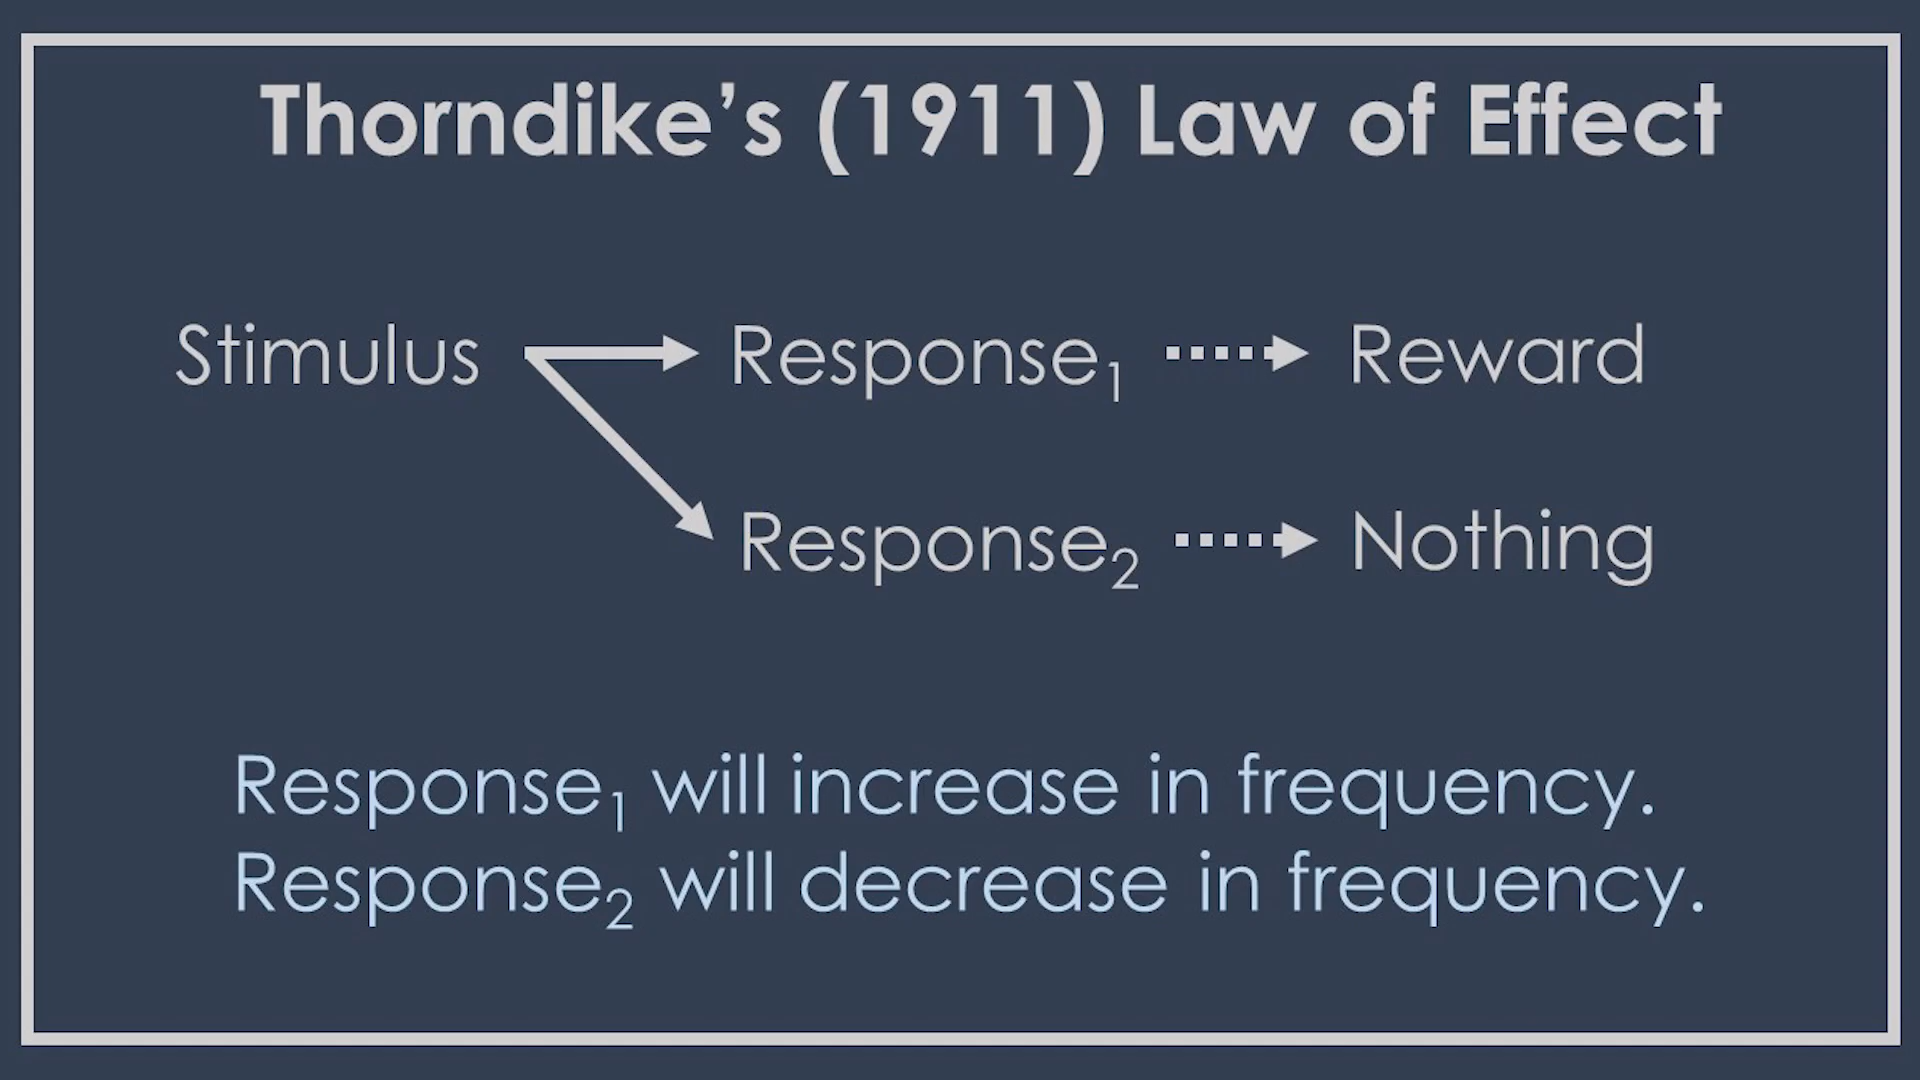 Thorndike’s (1911) Law of Effect
Stimulus Response₁ Reward
Response₂ Nothing
Response₁ will increase in frequency.
Response₂ will decrease in frequency.